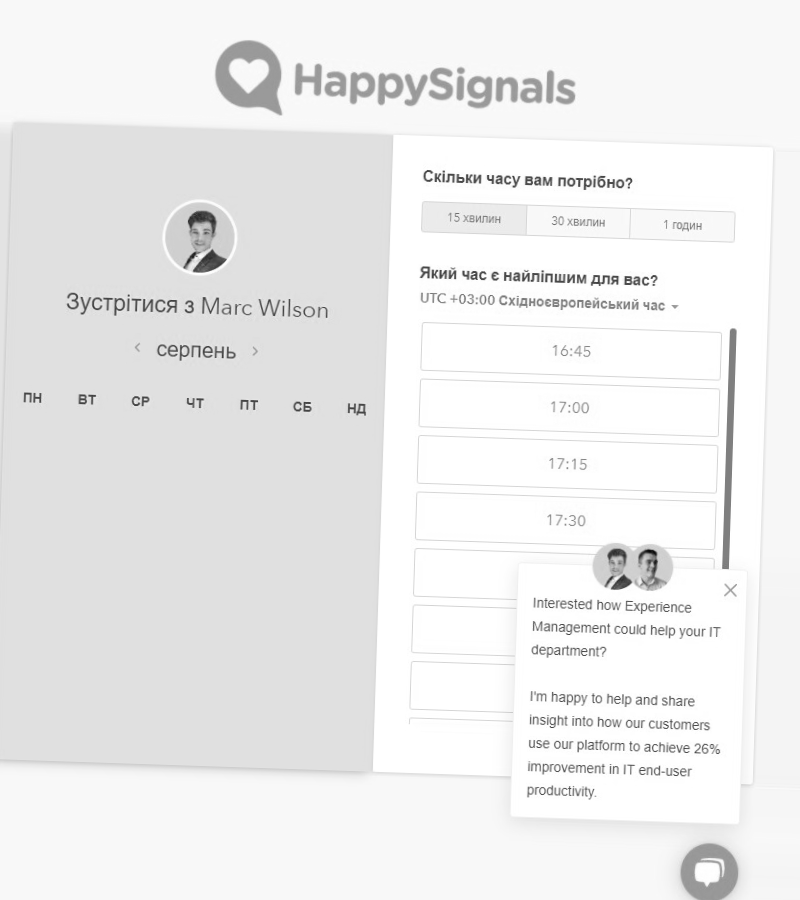 HappySignals
Зустрітися з Marc Wilson
серпень
ПН ВТ СР ЧТ ПТ СБ НД
Скільки часу вам потрібно?
15 хвилин 30 хвилин 1 годин
Який час є найліпшим для вас?
UTC +03:00 Східноєвропейський час
16:45
17:00
17:15
17:30
Interested how Experience
Management could help your IT
department?
I'm happy to help and share
insight into how our customers
use our platform to achieve 26%
improvement in IT end-user
productivity.